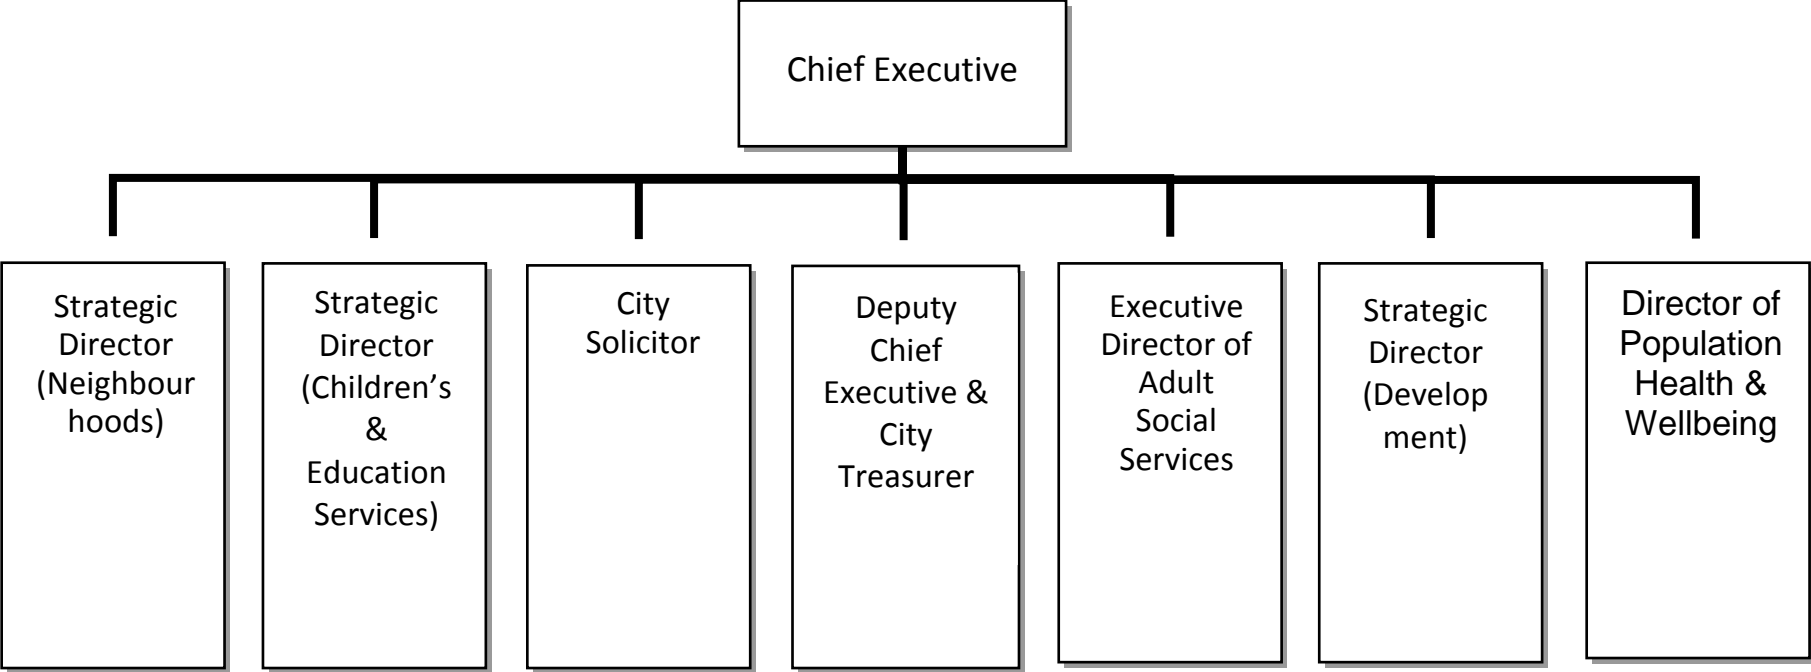 Chief Executive
Strategic
Director
(Neighbour
hoods)
Strategic
Director
(Children’s
&
Education
Services)
City
Solicitor
Deputy
Chief
Executive &
City
Treasurer
Executive
Director of
Adult
Social
Services
Strategic
Director
(Develop
ment)
Director of
Population
Health &
Wellbeing